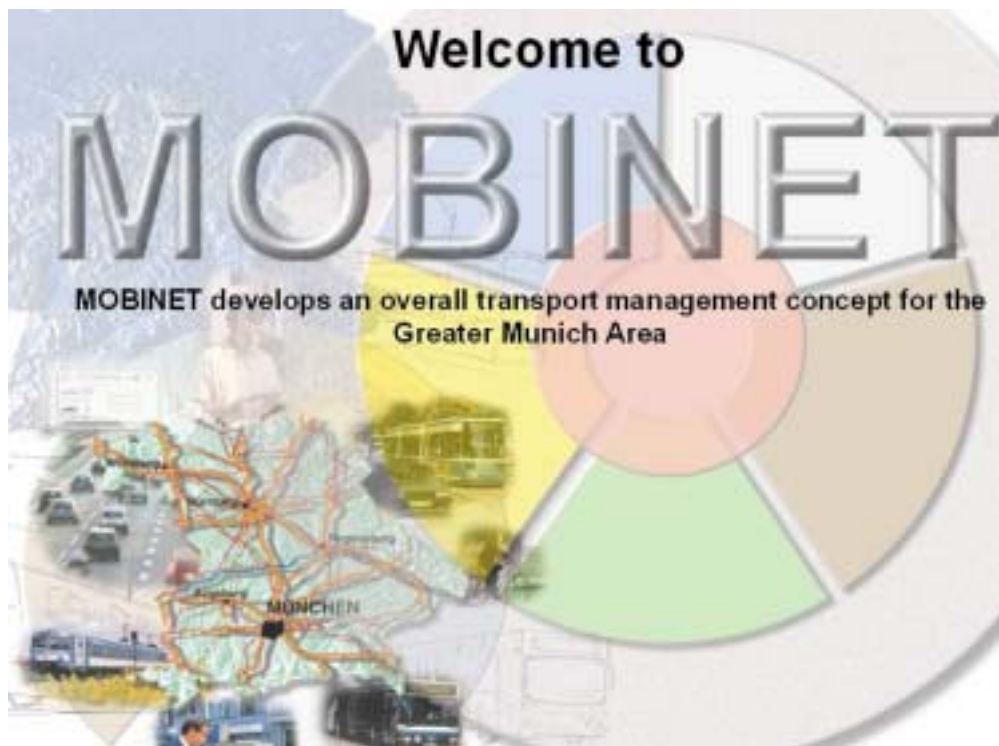 Welcome to
MOBINET
MOBINET develops an overall transport management concept for the
Greater Munich Area
MÜNCHEN